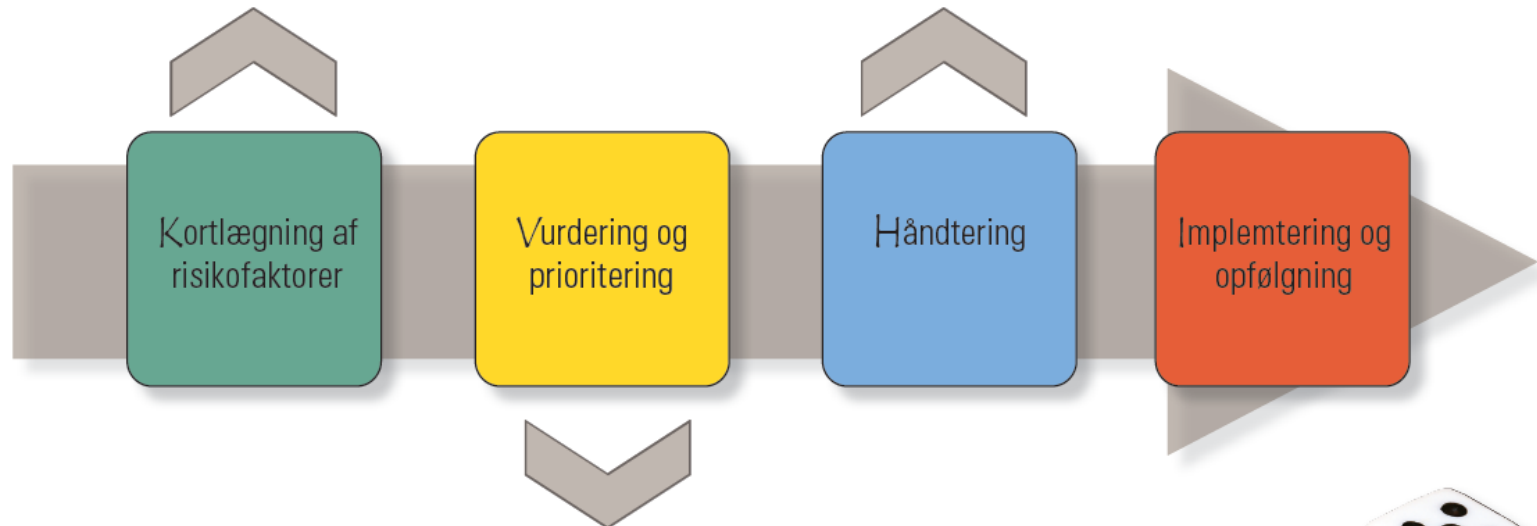 Kortlægning af
risikofaktorer
Vurdering og
prioritering
Håndtering
Implemtering og
opfølgning